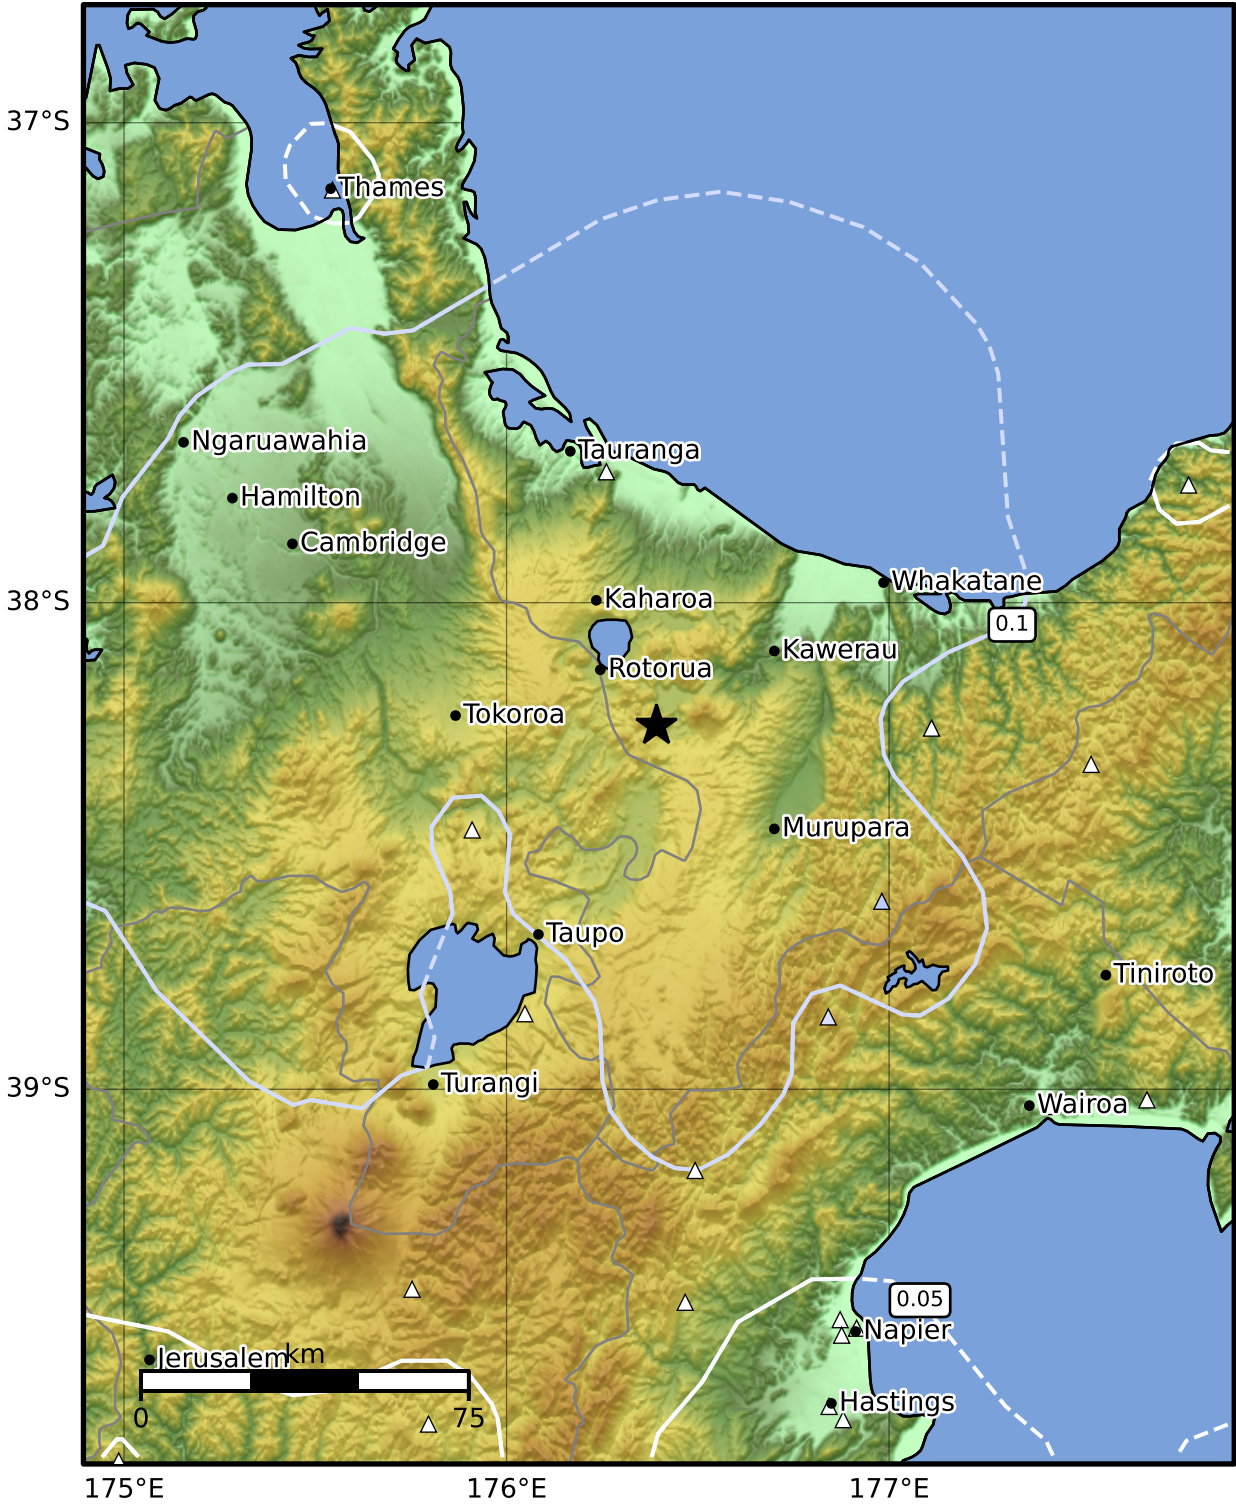 37°S
Thames
Ngaruawahia
Tauranga
Hamilton
Cambridge
Whakatane
38°S
Kaharoa
0.1
Kawerau
Rotorua
Tokoroa
Murupara
Taupo
Tiniroto
39°S
Turangi
Wairoa
0.05
Napier
Jerusalem
km
Hastings
0
75
175°E
176°E
177°E